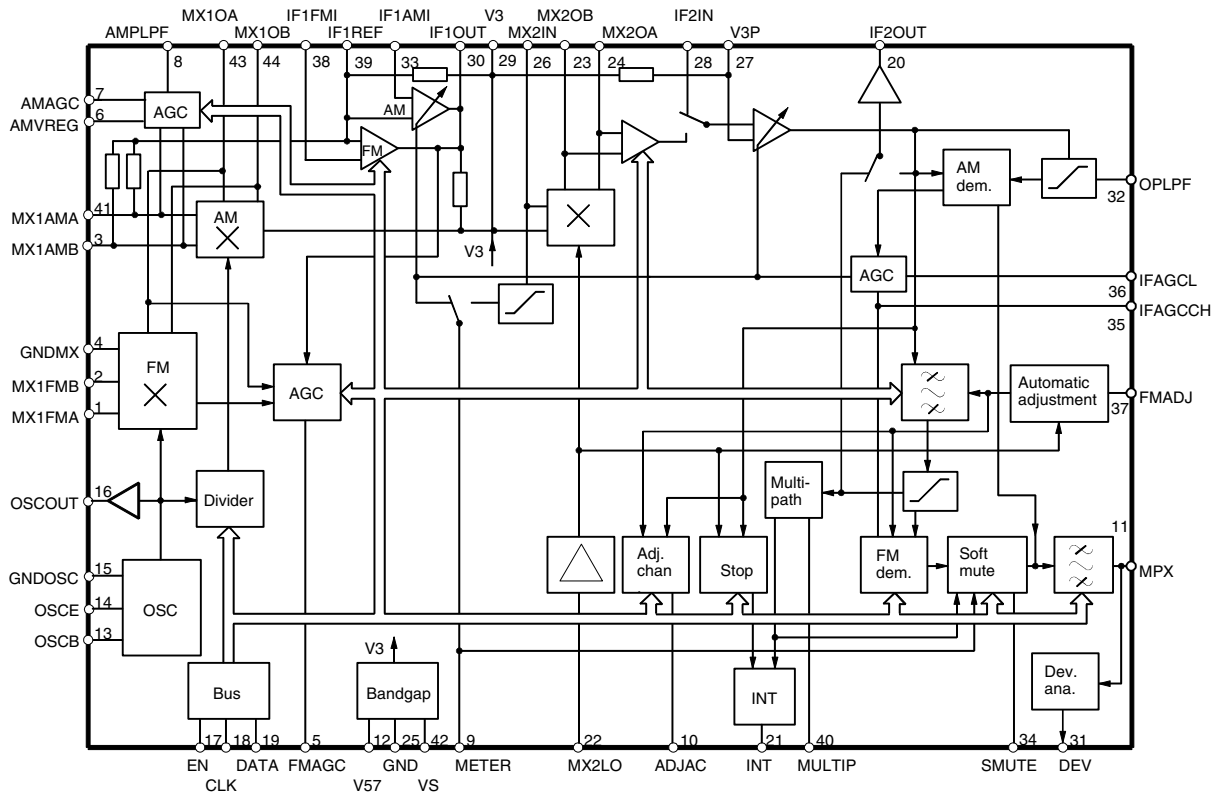 MX1OA IF1FMI IF1AMI V3 MX2OB IF2IN
AMPLPF MX1OB IF1REF IF1OUT MX2IN MX2OA V3P IF2OUT
8 43 44 38 39 33 30 29 26 23 24 28 27 20
AMAGC 7
AMVREG 6
AGC
AM
FM
AM dem.
OPLPF
32
MX1AMA 41
MX1AMB 3
AM
V3
AGC
IFAGCL
36
IFAGCCH
35
GNDMX 4
MX1FMB 2
MX1FMA 1
FM
AGC
Automatic
adjustment
FMADJ
37
OSCOUT 16
Divider
Multi-
path
11
MPX
GNDOSC 15
OSCE 14
OSCB 13
OSC
Adj.
chan
Stop
FM
dem.
Soft
mute
V3
Bus
Bandgap
INT
Dev.
ana.
17 18 19 5 12 25 42 9 22 10 21 40 34 31
EN DATA FMAGC GND METER MX2LO ADJAC INT MULTIP SMUTE DEV
CLK V57 VS